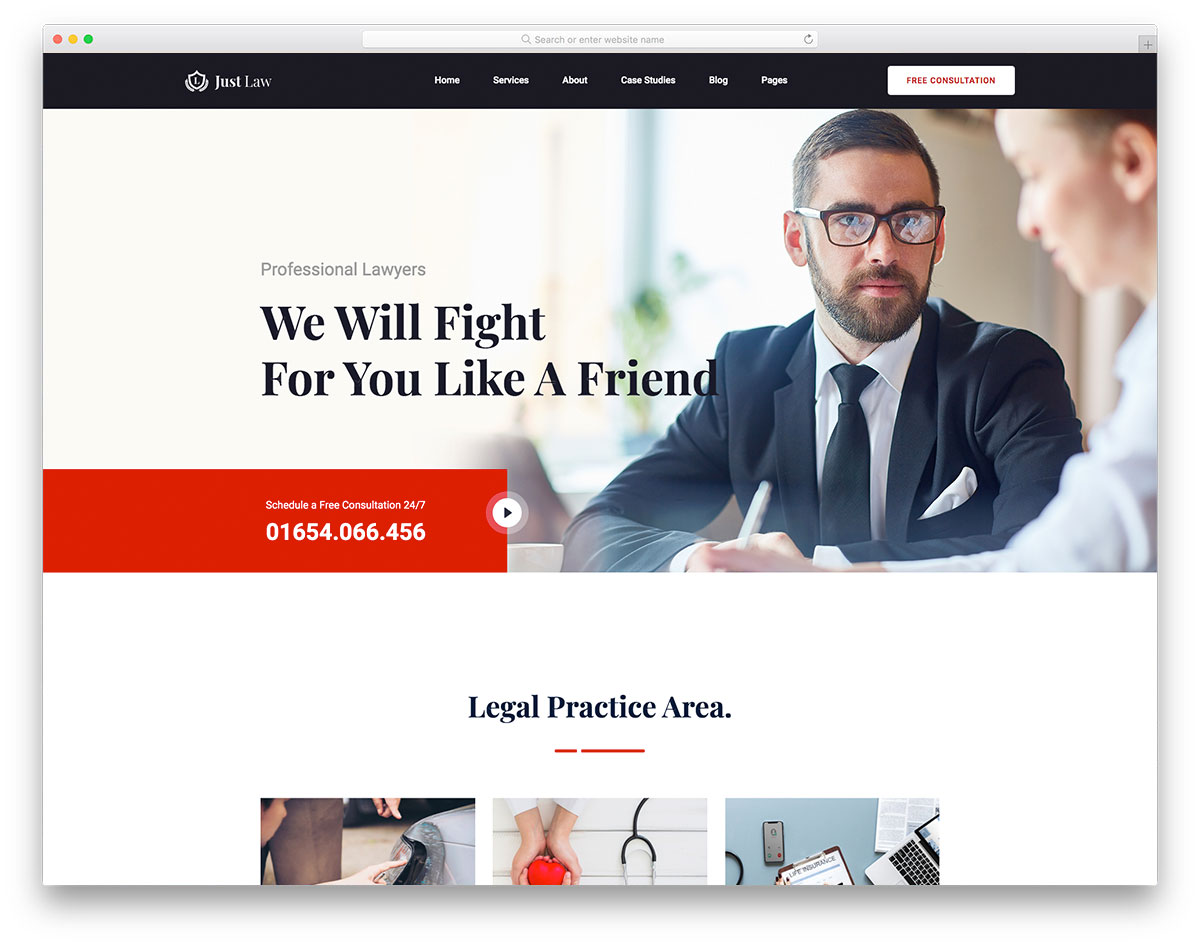 Search or enter website name
Just Law
Home
Services
About
Case Studies
Blog
Pages
FREE CONSULTATION
Professional Lawyers
We Will Fight
For You Like A Friend
Schedule a Free Consultation 24/7
01654.066.456
Legal Practice Area.
LIFE INSURANCE